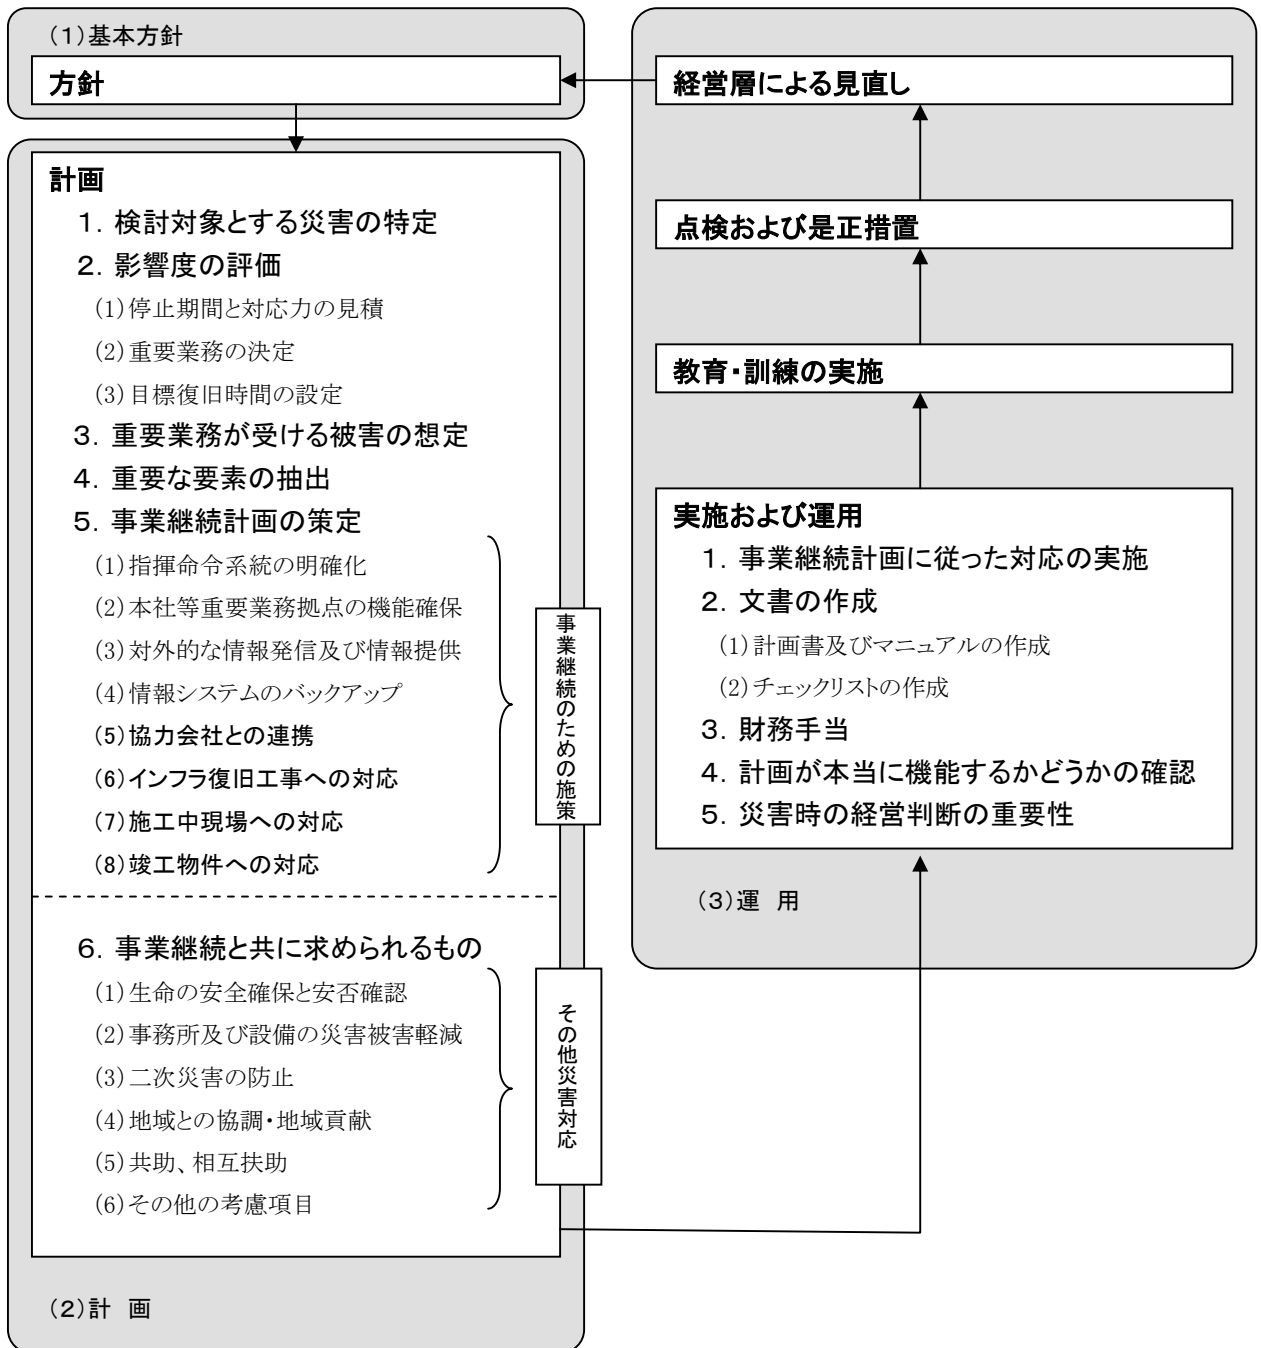 (1)基本方針
方針
計画
1. 検討対象とする災害の特定
2. 影響度の評価
(1)停止期間と対応力の見積
(2)重要業務の決定
(3)目標復旧時間の設定
3. 重要業務が受ける被害の想定
4. 重要な要素の抽出
5. 事業継続計画の策定
(1)指揮命令系統の明確化
(2)本社等重要業務拠点の機能確保
(3)対外的な情報発信及び情報提供
(4)情報システムのバックアップ
(5)協力会社との連携
(6)インフラ復旧工事への対応
(7)施工中現場への対応
(8)竣工物件への対応
事業継続のための施策
6. 事業継続と共に求められるもの
(1)生命の安全確保と安否確認
(2)事務所及び設備の災害被害軽減
(3)二次災害の防止
(4)地域との協調・地域貢献
(5)共助、相互扶助
(6)その他の考慮項目
その他災害対応
(2)計 画
経営層による見直し
点検および是正措置
教育・訓練の実施
実施および運用
1. 事業継続計画に従った対応の実施
2. 文書の作成
(1)計画書及びマニュアルの作成
(2)チェックリストの作成
3. 財務手当
4. 計画が本当に機能するかどうかの確認
5. 災害時の経営判断の重要性
(3)運 用